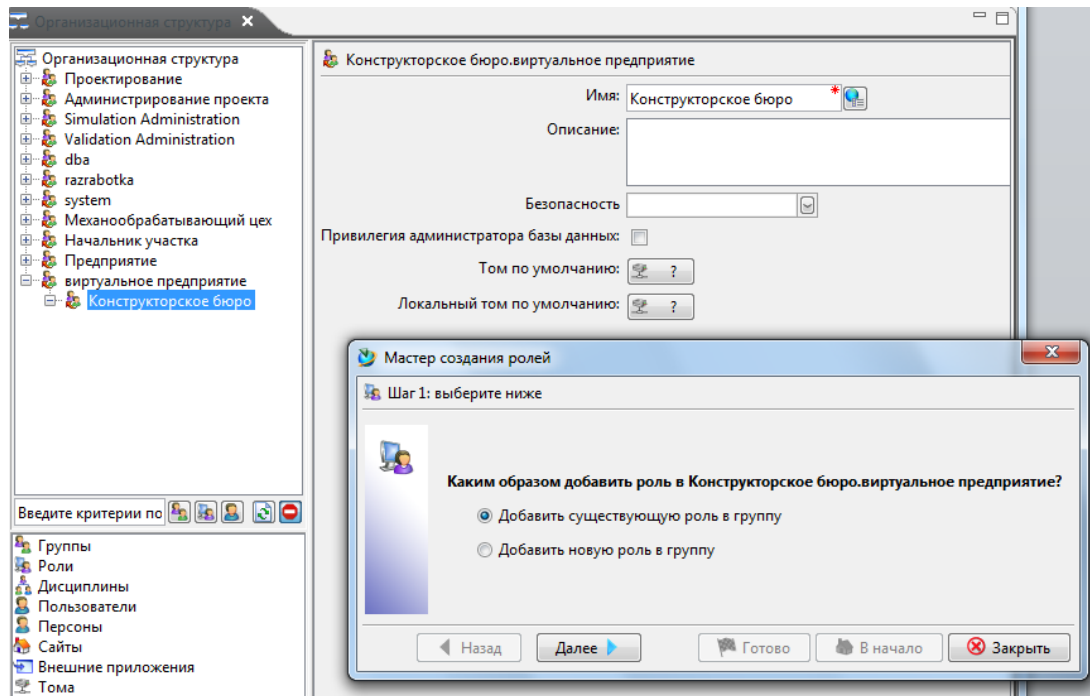 Организационная структура
Организационная структура
Проектирование
Администрирование проекта
Simulation Administration
Validation Administration
dba
razrabotka
system
Механообрабатывающий цех
Начальник участка
Предприятие
виртуальное предприятие
Конструкторское бюро
Введите критерии по
Группы
Роли
Дисциплины
Пользователи
Персоны
Сайты
Внешние приложения
Тома
Конструкторское бюро.виртуальное предприятие
Имя: Конструкторское бюро *
Описание:
Безопасность
Привилегия администратора базы данных:
Том по умолчанию: ?
Локальный том по умолчанию: ?
Мастер создания ролей
Шаг 1: выберите ниже
Каким образом добавить роль в Конструкторское бюро.виртуальное предприятие?
Добавить существующую роль в группу
Добавить новую роль в группу
Назад Далее Готово В начало Закрыть